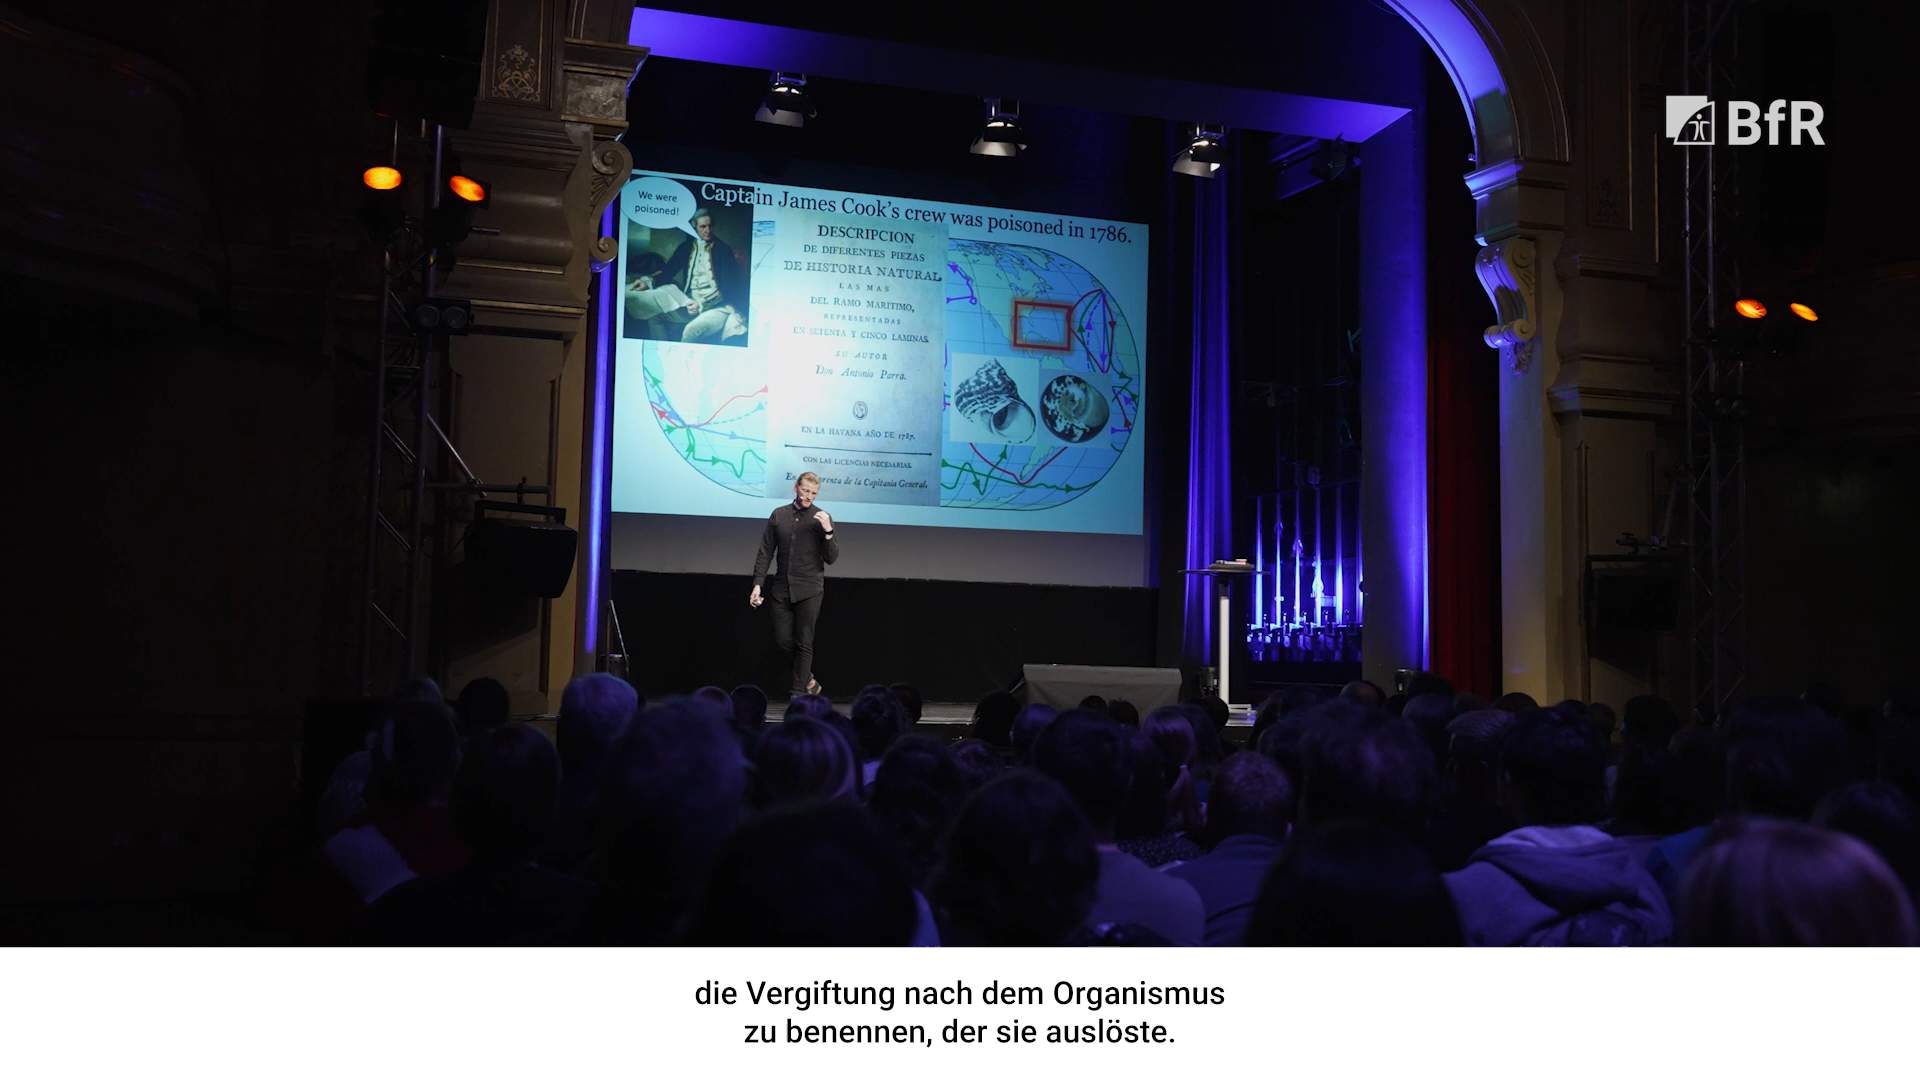 BfR
Captain James Cook's crew was poisoned in 1786.
We were
poisoned!
DESCRIPCION
DE DIFERENTES PIEZAS
DE HISTORIA NATURAL
LAS MAS
DEL RAMO MARITIMO,
REPRESENTADAS
EN SETENTA Y CINCO LAMINAS.
SU AUTOR
Don Antonio Parra.
EN LA HAVANA AÑO DE 1787.
CON LAS LICENCIAS NECESARIAS.
En de la Capitania General.
die Vergiftung nach dem Organismus
zu benennen, der sie auslöste.